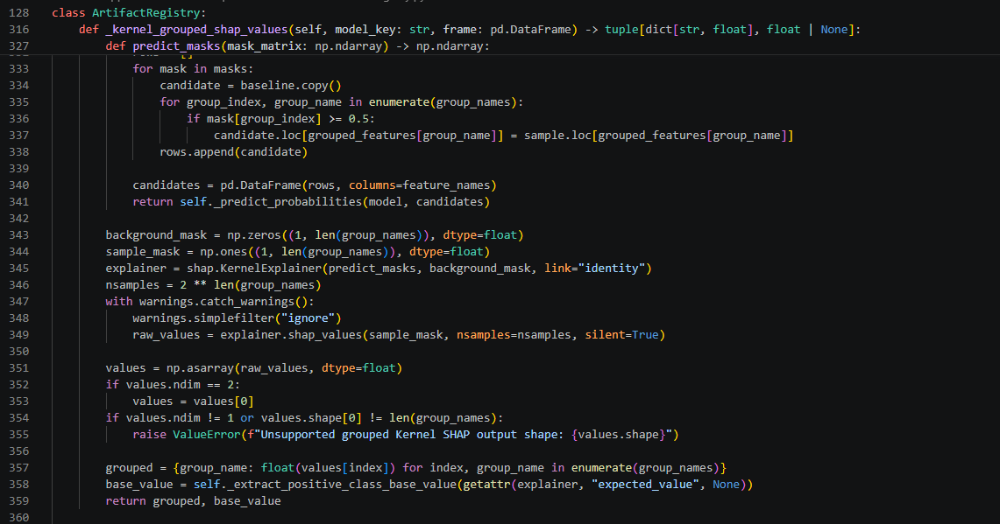 128 class ArtifactRegistry:
316 def _kernel_grouped_shap_values(self, model_key: str, frame: pd.DataFrame) -> tuple[dict[str, float], float | None]:
327 def predict_masks(mask_matrix: np.ndarray) -> np.ndarray:
333 for mask in masks:
334 candidate = baseline.copy()
335 for group_index, group_name in enumerate(group_names):
336 if mask[group_index] >= 0.5:
337 candidate.loc[grouped_features[group_name]] = sample.loc[grouped_features[group_name]]
338 rows.append(candidate)
339
340 candidates = pd.DataFrame(rows, columns=feature_names)
341 return self._predict_probabilities(model, candidates)
342
343 background_mask = np.zeros((1, len(group_names)), dtype=float)
344 sample_mask = np.ones((1, len(group_names)), dtype=float)
345 explainer = shap.KernelExplainer(predict_masks, background_mask, link="identity")
346 nsamples = 2 ** len(group_names)
347 with warnings.catch_warnings():
348 warnings.simplefilter("ignore")
349 raw_values = explainer.shap_values(sample_mask, nsamples=nsamples, silent=True)
350
351 values = np.asarray(raw_values, dtype=float)
352 if values.ndim == 2:
353 values = values[0]
354 if values.ndim != 1 or values.shape[0] != len(group_names):
355 raise ValueError(f"Unsupported grouped Kernel SHAP output shape: {values.shape}")
356
357 grouped = {group_name: float(values[index]) for index, group_name in enumerate(group_names)}
358 base_value = self._extract_positive_class_base_value(getattr(explainer, "expected_value", None))
359 return grouped, base_value
360